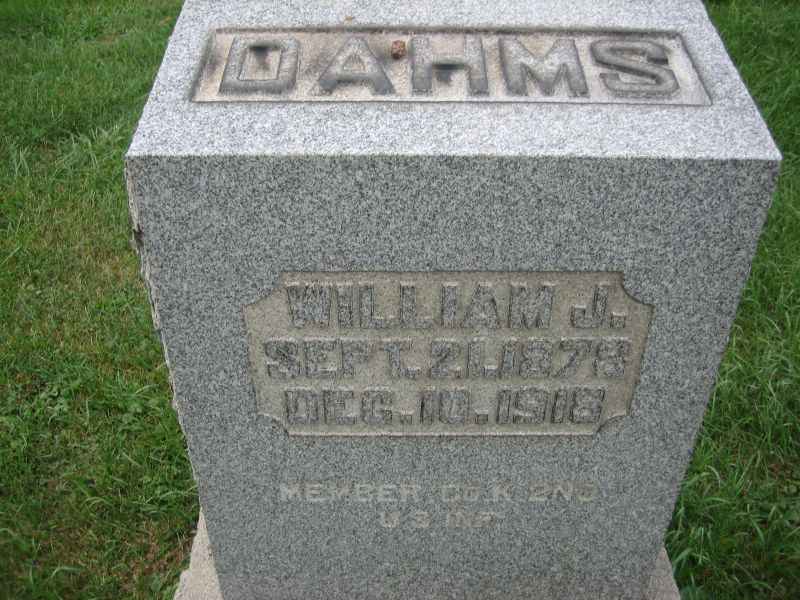 DAHMS
WILLIAM J.
SEPT. 21. 1878
DEC. 10. 1918
MEMBER CO. K 2ND
U S INF